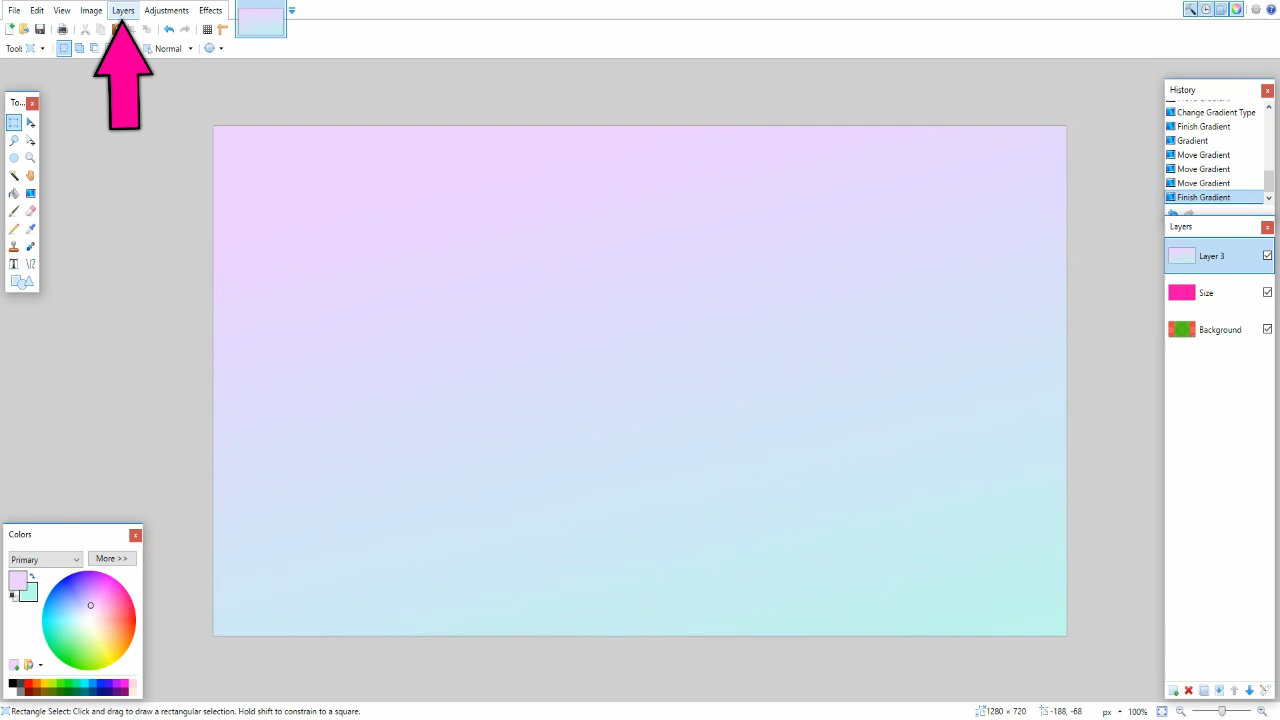 File Edit View Image Layers Adjustments Effects
Tool: Normal
To...
History
Change Gradient Type
Finish Gradient
Gradient
Move Gradient
Move Gradient
Move Gradient
Finish Gradient
Layers
Layer 3
Size
Background
Colors
Primary More >>
Rectangle Select: Click and drag to draw a rectangular selection. Hold shift to constrain to a square. 1280 × 720 -188, -68 px 100%